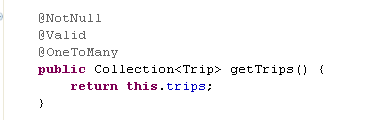 @NotNull
@Valid
@OneToMany
public Collection<Trip> getTrips() {
    return this.trips;
}